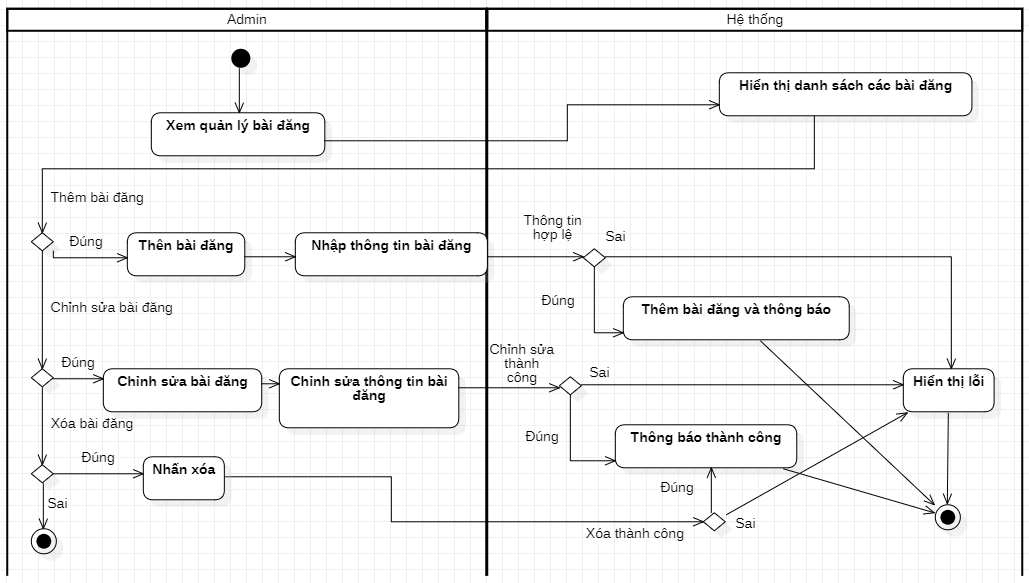 Admin
Hệ thống
Hiển thị danh sách các bài đăng
Xem quản lý bài đăng
Thêm bài đăng
Đúng
Thên bài đăng
Nhập thông tin bài đăng
Thông tin
hợp lệ
Sai
Đúng
Thêm bài đăng và thông báo
Chỉnh sửa bài đăng
Đúng
Chỉnh sửa bài đăng
Chỉnh sửa thông tin bài
đăng
Chỉnh sửa
thành
công
Sai
Hiển thị lỗi
Đúng
Thông báo thành công
Xóa bài đăng
Đúng
Nhấn xóa
Đúng
Sai
Xóa thành công
Sai